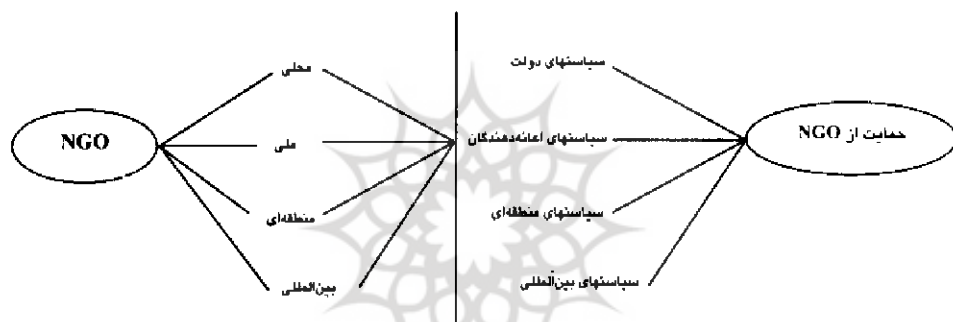 حمایت از NGO
سیاستهای دولت
سیاستهای اعانه‌دهندگان
سیاستهای منطقه‌ای
سیاستهای بین‌المللی
محلی
ملی
منطقه‌ای
بین‌المللی
NGO